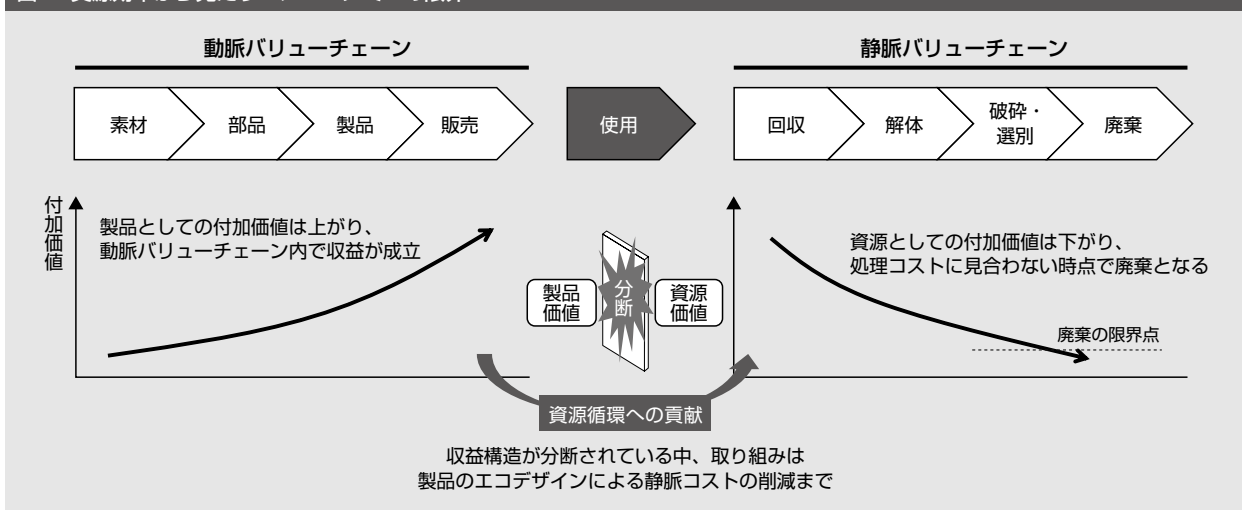 動脈バリューチェーン
静脈バリューチェーン
素材
部品
製品
販売
使用
回収
解体
破砕・
選別
廃棄
付加価値
製品としての付加価値は上がり、
動脈バリューチェーン内で収益が成立
製品
価値
分断
資源
価値
資源としての付加価値は下がり、
処理コストに見合わない時点で廃棄となる
廃棄の限界点
資源循環への貢献
収益構造が分断されている中、取り組みは
製品のエコデザインによる静脈コストの削減まで